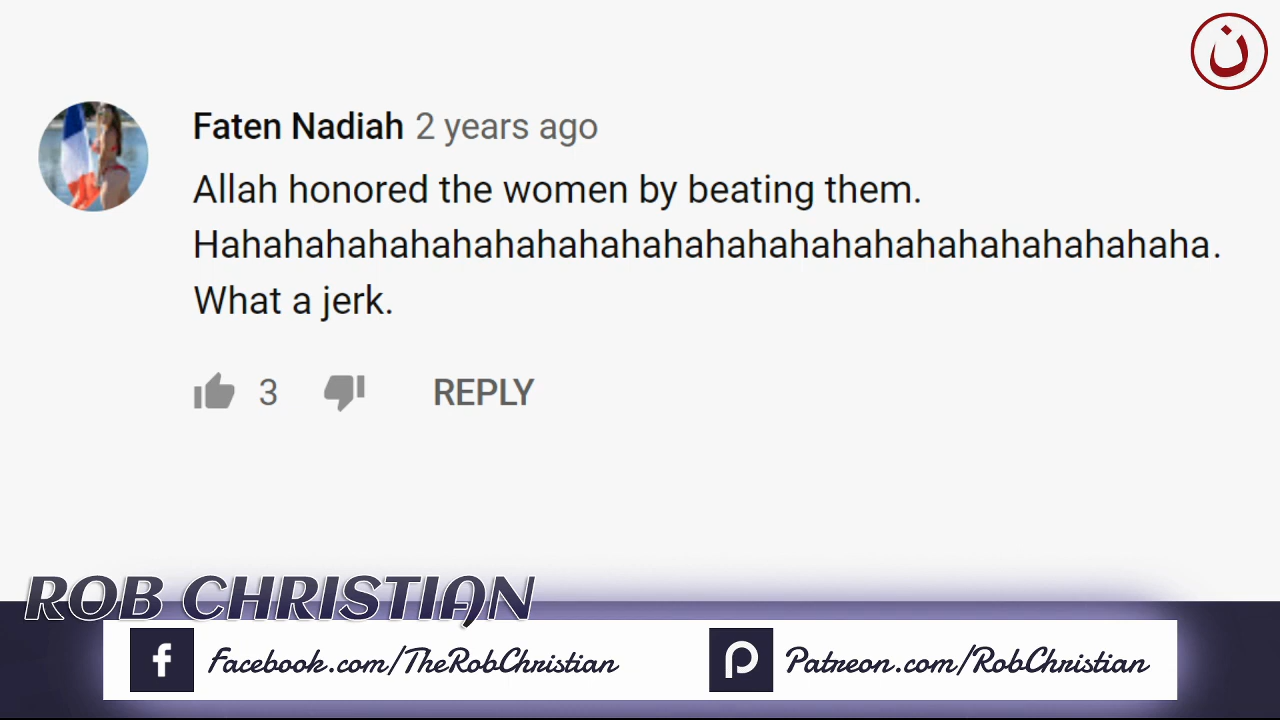 ن
Faten Nadiah 2 years ago
Allah honored the women by beating them.
Hahahahahahahahahahahahahahahahahahahahahahahaha.
What a jerk.
3 REPLY
ROB CHRISTIAN
Facebook.com/TheRobChristian Patreon.com/RobChristian